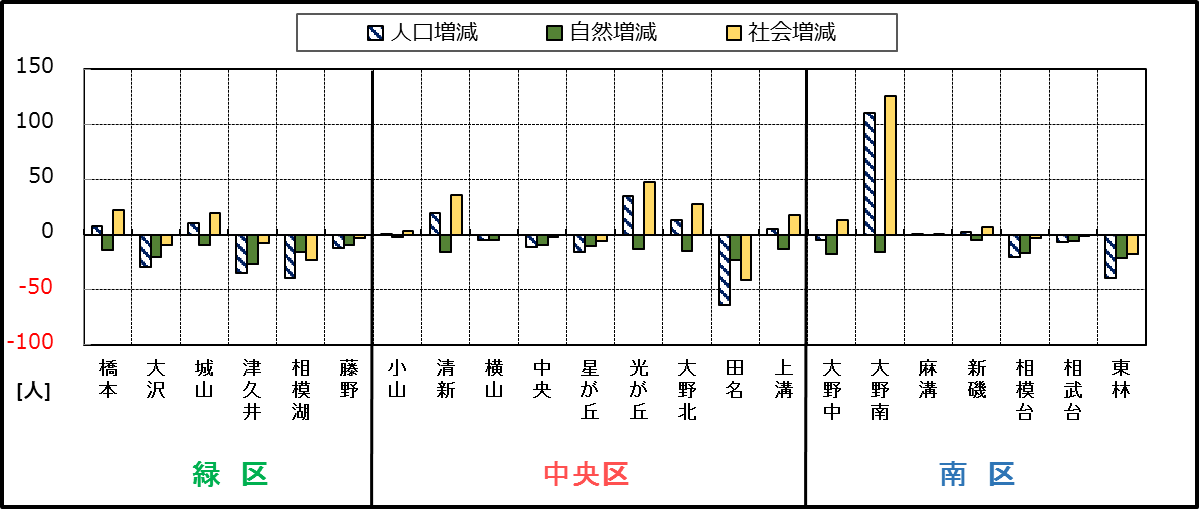 人口増減 自然増減 社会増減
150
100
50
0
-50
-100
[人]
橋本 大沢 城山 津久井 相模湖 藤野 小山 清新 横山 中央 星が丘 光が丘 大野北 田名 上溝 大野中 大野南 麻溝 新磯 相模台 相武台 東林
緑 区 中央区 南 区